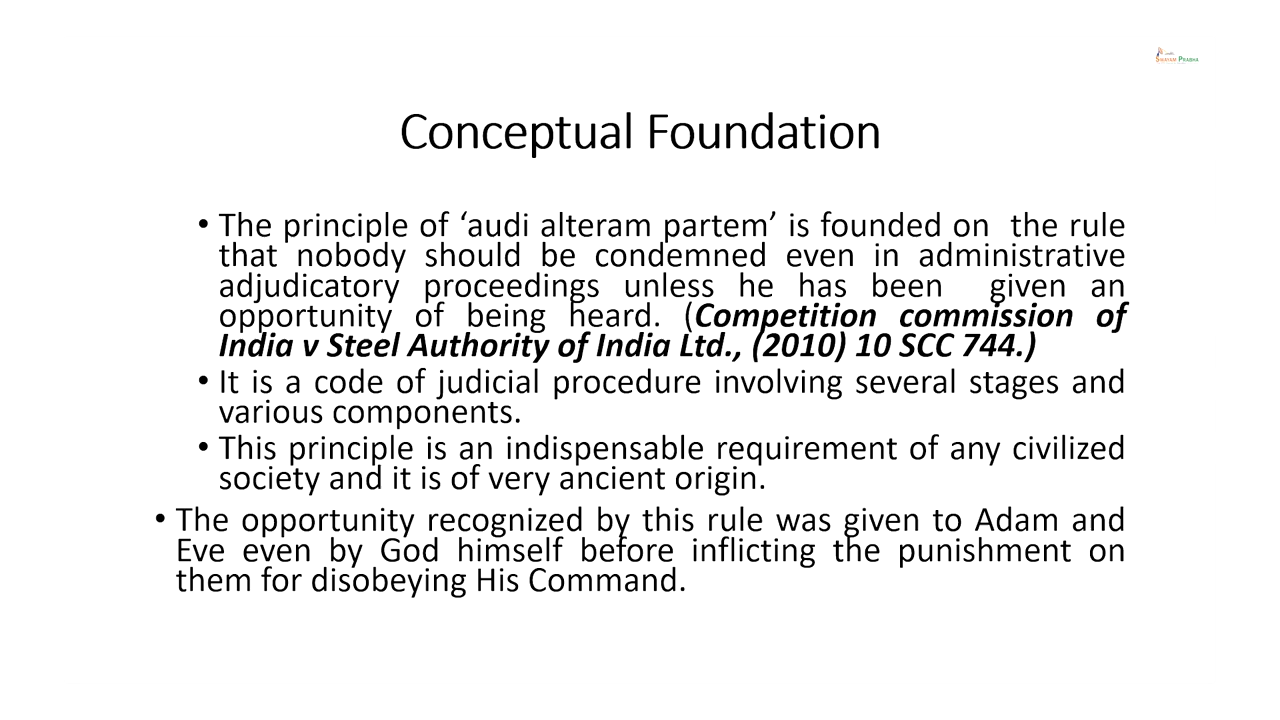 SWAYAM PRABHA
Conceptual Foundation
• The principle of ‘audi alteram partem’ is founded on the rule
that nobody should be condemned even in administrative
adjudicatory proceedings unless he has been given an
opportunity of being heard. (Competition commission of
India v Steel Authority of India Ltd., (2010) 10 SCC 744.)
• It is a code of judicial procedure involving several stages and
various components.
• This principle is an indispensable requirement of any civilized
society and it is of very ancient origin.
• The opportunity recognized by this rule was given to Adam and
Eve even by God himself before inflicting the punishment on
them for disobeying His Command.